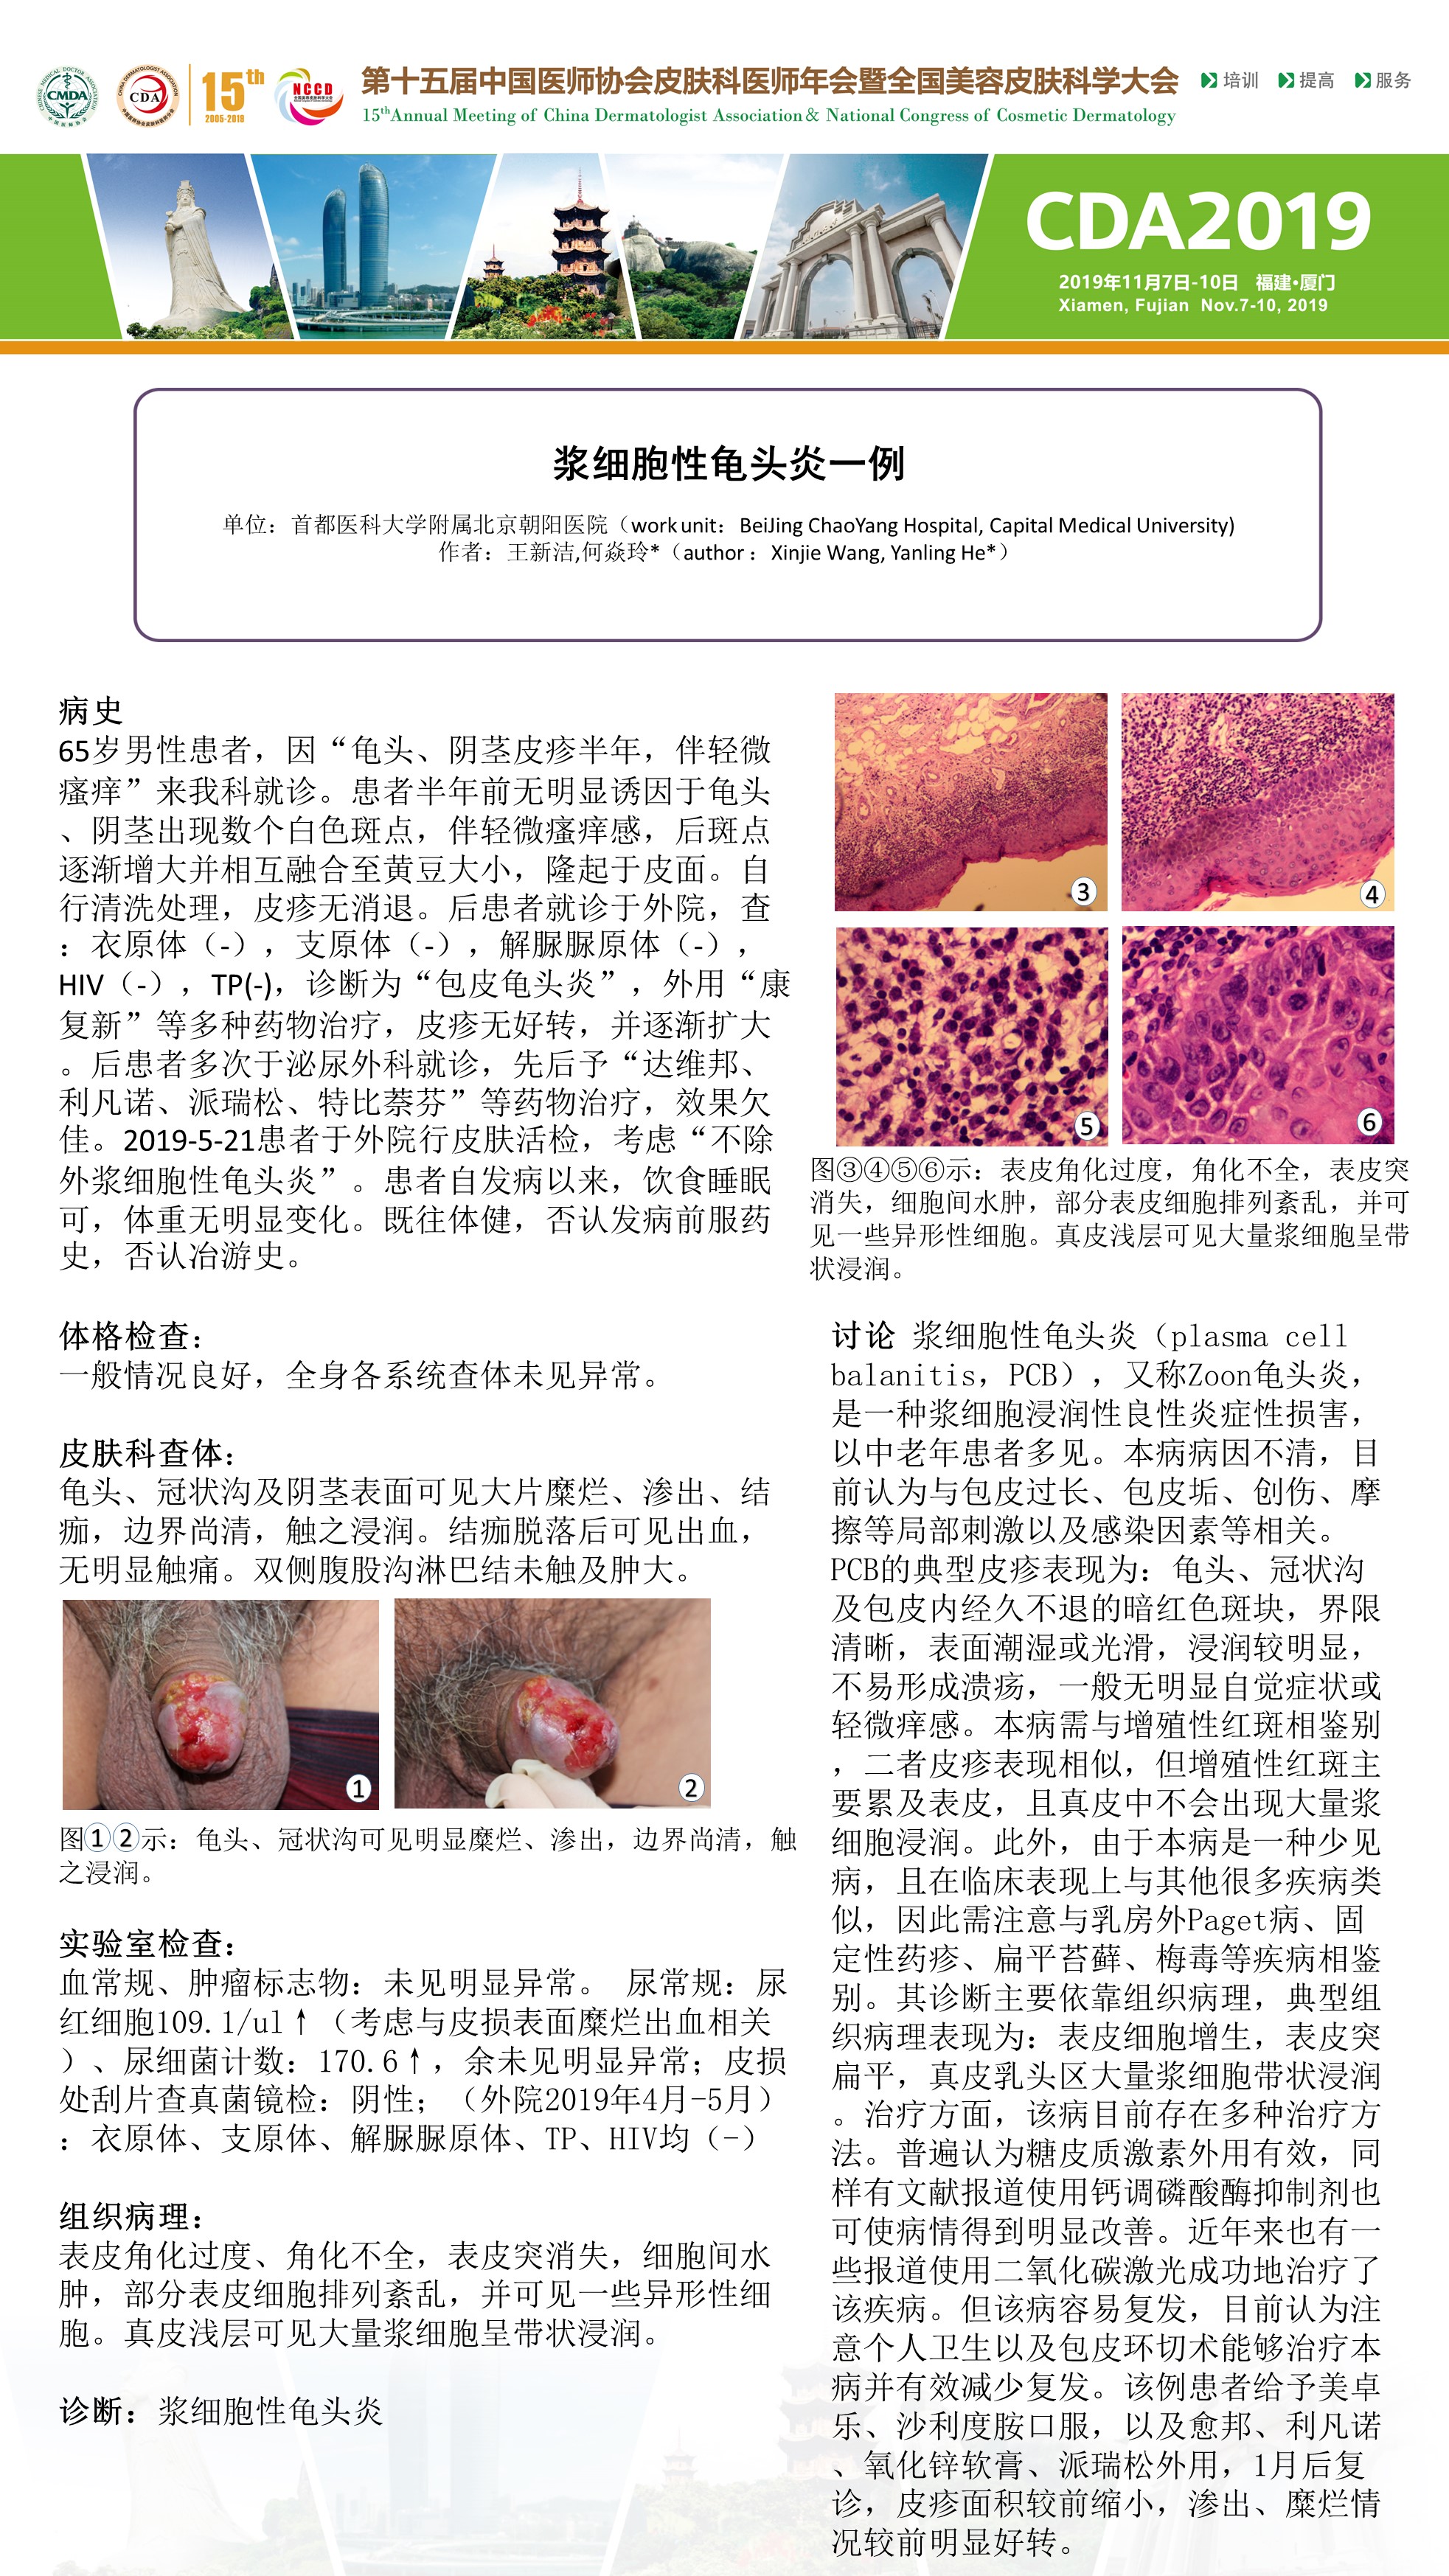 CHINESE MEDICAL DOCTOR ASSOCIATION
CMDA
中国医师协会
CHINA DERMATOLOGIST ASSOCIATION
CDA
15th
2005-2019
NCCD
全国美容皮肤科学大会
第十五届中国医师协会皮肤科医师年会暨全国美容皮肤科学大会
15thAnnual Meeting of China Dermatologist Association& National Congress of Cosmetic Dermatology
培训 提高 服务
CDA2019
2019年11月7日-10日 福建·厦门
Xiamen, Fujian Nov.7-10, 2019
浆细胞性龟头炎一例
单位：首都医科大学附属北京朝阳医院（work unit：BeiJing ChaoYang Hospital, Capital Medical University)
作者：王新洁,何焱玲*（author：Xinjie Wang, Yanling He*）
病史
65岁男性患者，因“龟头、阴茎皮疹半年，伴轻微
瘙痒”来我科就诊。患者半年前无明显诱因于龟头
、阴茎出现数个白色斑点，伴轻微瘙痒感，后斑点
逐渐增大并相互融合至黄豆大小，隆起于皮面。自
行清洗处理，皮疹无消退。后患者就诊于外院，查
：衣原体（-），支原体（-），解脲脲原体（-），
HIV（-），TP(-)，诊断为“包皮龟头炎”，外用“康
复新”等多种药物治疗，皮疹无好转，并逐渐扩大
。后患者多次于泌尿外科就诊，先后予“达维邦、
利凡诺、派瑞松、特比萘芬”等药物治疗，效果欠
佳。2019-5-21患者于外院行皮肤活检，考虑“不除
外浆细胞性龟头炎”。患者自发病以来，饮食睡眠
可，体重无明显变化。既往体健，否认发病前服药
史，否认冶游史。
体格检查：
一般情况良好，全身各系统查体未见异常。
皮肤科查体：
龟头、冠状沟及阴茎表面可见大片糜烂、渗出、结
痂，边界尚清，触之浸润。结痂脱落后可见出血，
无明显触痛。双侧腹股沟淋巴结未触及肿大。
①
②
图①②示：龟头、冠状沟可见明显糜烂、渗出，边界尚清，触
之浸润。
实验室检查：
血常规、肿瘤标志物：未见明显异常。 尿常规：尿
红细胞109.1/ul↑（考虑与皮损表面糜烂出血相关
）、尿细菌计数：170.6↑，余未见明显异常；皮损
处刮片查真菌镜检：阴性；（外院2019年4月-5月）
：衣原体、支原体、解脲脲原体、TP、HIV均（-）
组织病理：
表皮角化过度、角化不全，表皮突消失，细胞间水
肿，部分表皮细胞排列紊乱，并可见一些异形性细
胞。真皮浅层可见大量浆细胞呈带状浸润。
诊断：浆细胞性龟头炎
③
④
⑤
⑥
图③④⑤⑥示：表皮角化过度，角化不全，表皮突
消失，细胞间水肿，部分表皮细胞排列紊乱，并可
见一些异形性细胞。真皮浅层可见大量浆细胞呈带
状浸润。
讨论 浆细胞性龟头炎（plasma cell
balanitis，PCB），又称Zoon龟头炎，
是一种浆细胞浸润性良性炎症性损害，
以中老年患者多见。本病病因不清，目
前认为与包皮过长、包皮垢、创伤、摩
擦等局部刺激以及感染因素等相关。
PCB的典型皮疹表现为：龟头、冠状沟
及包皮内经久不退的暗红色斑块，界限
清晰，表面潮湿或光滑，浸润较明显，
不易形成溃疡，一般无明显自觉症状或
轻微痒感。本病需与增殖性红斑相鉴别
，二者皮疹表现相似，但增殖性红斑主
要累及表皮，且真皮中不会出现大量浆
细胞浸润。此外，由于本病是一种少见
病，且在临床表现上与其他很多疾病类
似，因此需注意与乳房外Paget病、固
定性药疹、扁平苔藓、梅毒等疾病相鉴
别。其诊断主要依靠组织病理，典型组
织病理表现为：表皮细胞增生，表皮突
扁平，真皮乳头区大量浆细胞带状浸润
。治疗方面，该病目前存在多种治疗方
法。普遍认为糖皮质激素外用有效，同
样有文献报道使用钙调磷酸酶抑制剂也
可使病情得到明显改善。近年来也有一
些报道使用二氧化碳激光成功地治疗了
该疾病。但该病容易复发，目前认为注
意个人卫生以及包皮环切术能够治疗本
病并有效减少复发。该例患者给予美卓
乐、沙利度胺口服，以及愈邦、利凡诺
、氧化锌软膏、派瑞松外用，1月后复
诊，皮疹面积较前缩小，渗出、糜烂情
况较前明显好转。